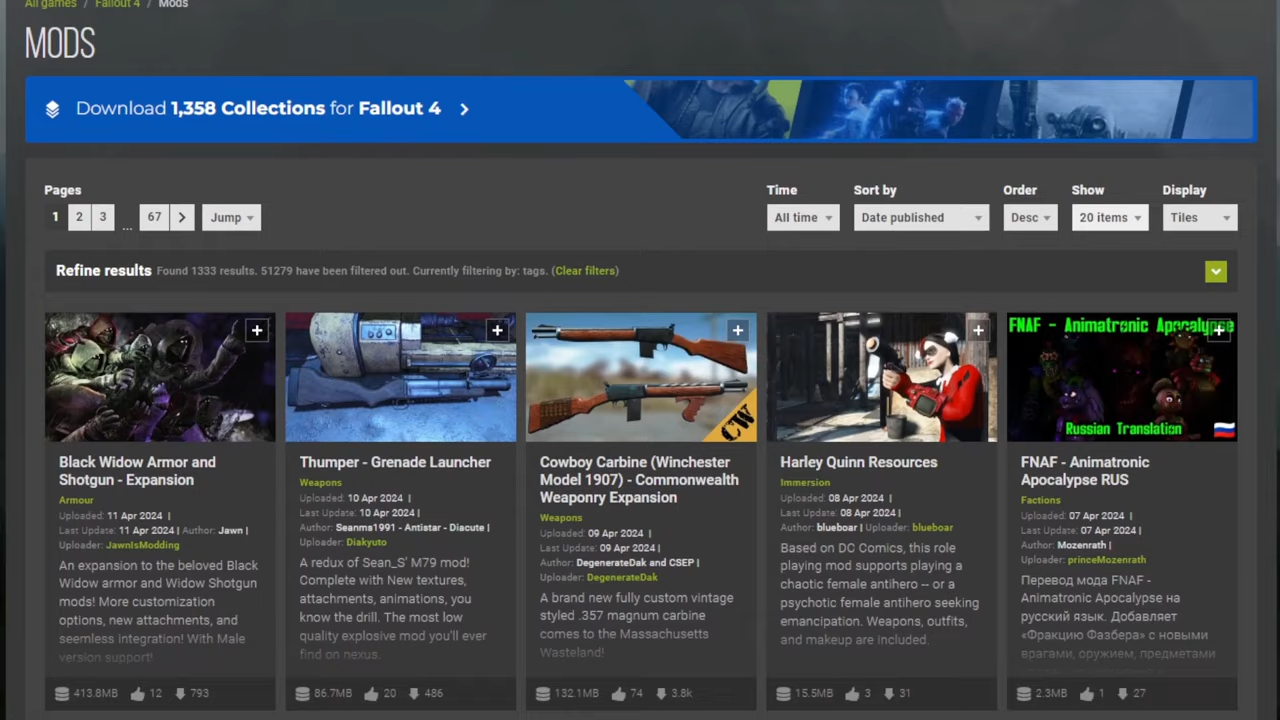 All games / Fallout 4 / Mods
MODS
Download 1,358 Collections for Fallout 4
Pages
Time
Sort by
Order
Show
Display
1 2 3 ... 67 Jump
All time
Date published
Desc
20 items
Tiles
Refine results Found 1333 results. 51279 have been filtered out. Currently filtering by: tags. (Clear filters)
Black Widow Armor and
Shotgun - Expansion
Armour
Uploaded: 11 Apr 2024 |
Last Update: 11 Apr 2024 | Author: Jawn |
Uploader: JawnIsModding
An expansion to the beloved Black
Widow armor and Widow Shotgun
mods! More customization
options, new attachments, and
seemless integration! With Male
version support!
413.8MB 12 793
Thumper - Grenade Launcher
Weapons
Uploaded: 10 Apr 2024 |
Last Update: 10 Apr 2024 |
Author: Seanms1991 - Antistar - Diacute |
Uploader: Diakyuto
A redux of Sean_S' M79 mod!
Complete with New textures,
attachments, animations, you
know the drill. The most low
quality explosive mod you'll ever
find on nexus.
86.7MB 20 486
CW
Cowboy Carbine (Winchester
Model 1907) - Commonwealth
Weaponry Expansion
Weapons
Uploaded: 09 Apr 2024 |
Last Update: 09 Apr 2024 |
Author: DegenerateDak and CSEP |
Uploader: DegenerateDak
A brand new fully custom vintage
styled .357 magnum carbine
comes to the Massachusetts
Wasteland!
132.1MB 74 3.8k
Harley Quinn Resources
Immersion
Uploaded: 08 Apr 2024 |
Last Update: 08 Apr 2024 |
Author: blueboar | Uploader: blueboar
Based on DC Comics, this role
playing mod supports playing a
chaotic female antihero -- or a
psychotic female antihero seeking
emancipation. Weapons, outfits,
and makeup are included.
15.5MB 3 31
FNAF - Animatronic Apocalypse
Russian Translation
FNAF - Animatronic
Apocalypse RUS
Factions
Uploaded: 07 Apr 2024 |
Last Update: 07 Apr 2024 |
Author: Mozenrath |
Uploader: princeMozenrath
Перевод мода FNAF -
Animatronic Apocalypse на
русский язык. Добавляет
«Фракцию Фазбера» с новыми
врагами, оружием, предметами
2.3MB 1 27